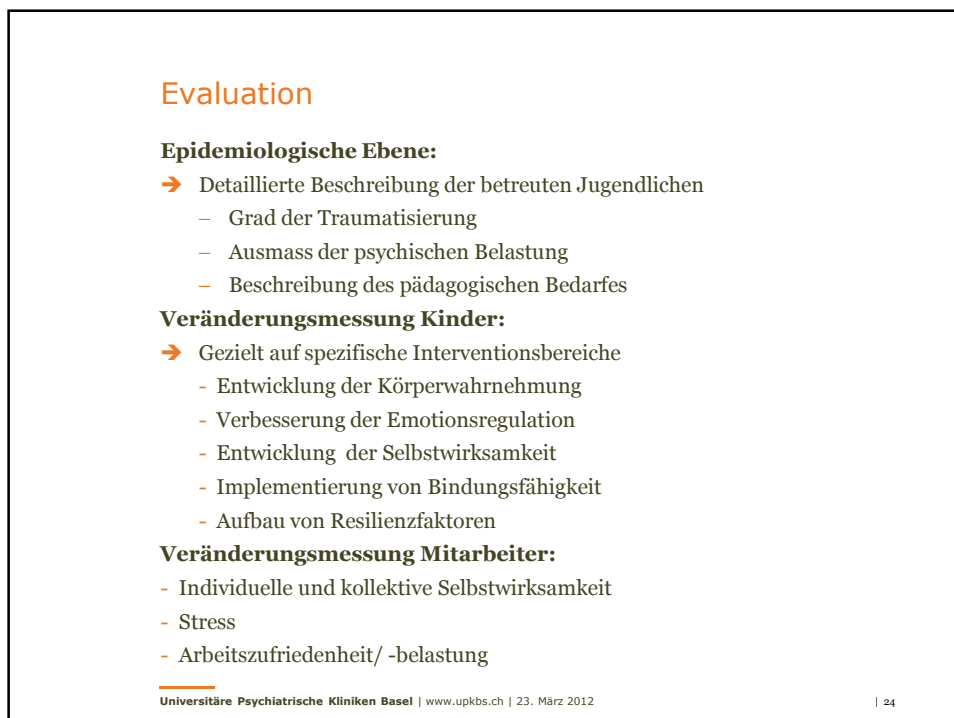 Evaluation
Epidemiologische Ebene:
➔ Detaillierte Beschreibung der betreuten Jugendlichen
– Grad der Traumatisierung
– Ausmass der psychischen Belastung
– Beschreibung des pädagogischen Bedarfes
Veränderungsmessung Kinder:
➔ Gezielt auf spezifische Interventionsbereiche
- Entwicklung der Körperwahrnehmung
- Verbesserung der Emotionsregulation
- Entwicklung der Selbstwirksamkeit
- Implementierung von Bindungsfähigkeit
- Aufbau von Resilienzfaktoren
Veränderungsmessung Mitarbeiter:
- Individuelle und kollektive Selbstwirksamkeit
- Stress
- Arbeitszufriedenheit/ -belastung
Universitäre Psychiatrische Kliniken Basel | www.upkbs.ch | 23. März 2012 | 24